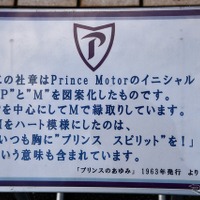 の社章はPrince Motorのイニシャル
P"と"M"を図案化したものです。
を中心にしてMで縁取りしています。
をハート模様にしたのは、
いつも胸に"プリンス スピリット"を!」
いう意味も含まれています。
「プリンスのあゆみ」 1963年発行 より